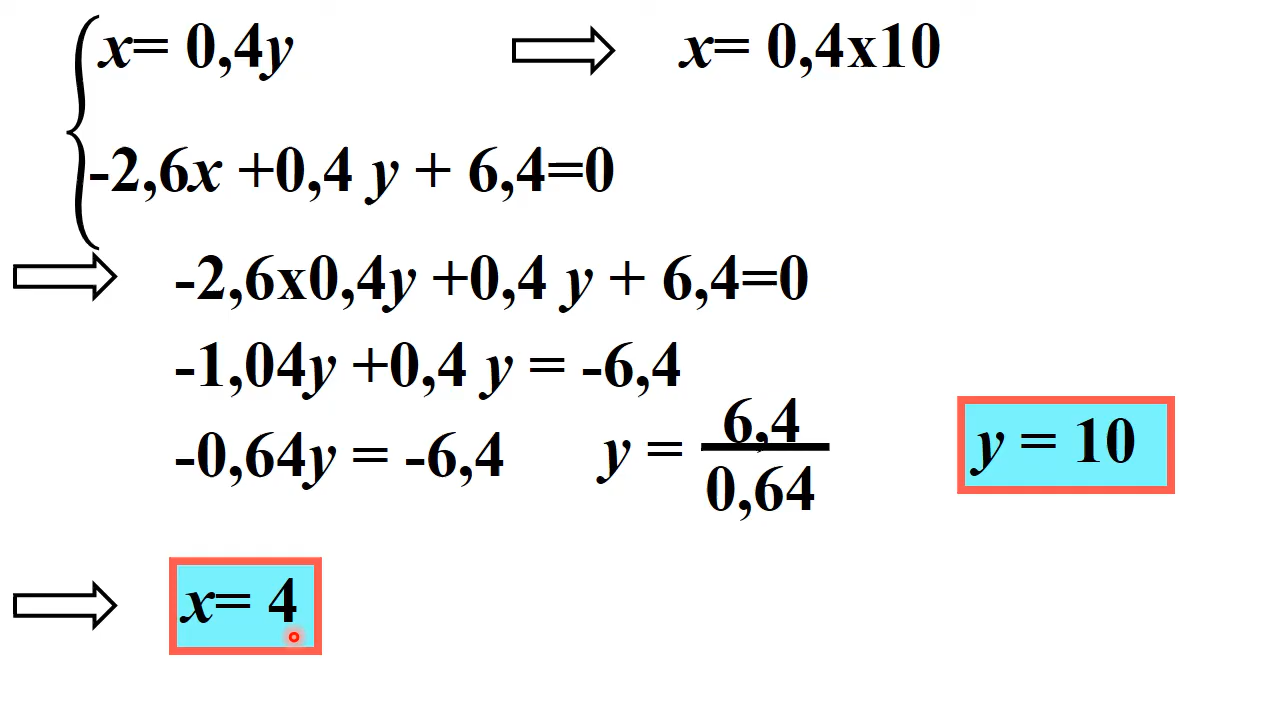 x= 0,4y
x= 0,4x10
-2,6x +0,4 y + 6,4=0
-2,6x0,4y +0,4 y + 6,4=0
-1,04y +0,4 y = -6,4
-0,64y = -6,4
y = 6,4
0,64
y = 10
x= 4